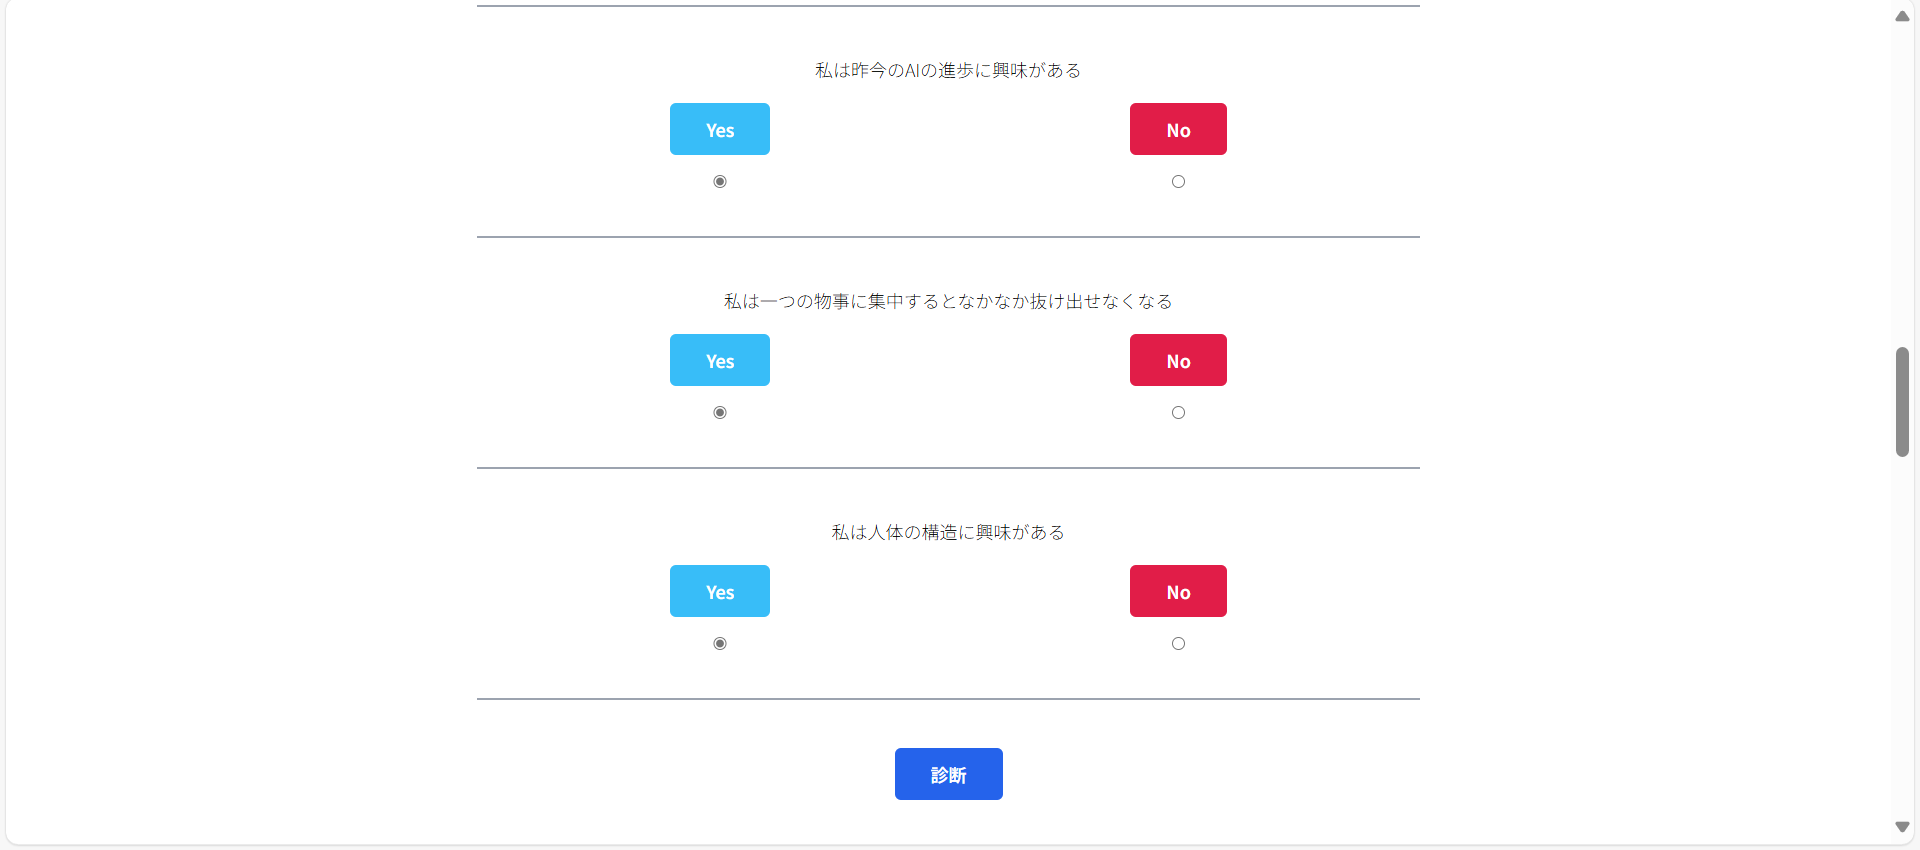 私は昨今のAIの進歩に興味がある
Yes No
私は一つの物事に集中するとなかなか抜け出せなくなる
Yes No
私は人体の構造に興味がある
Yes No
診断